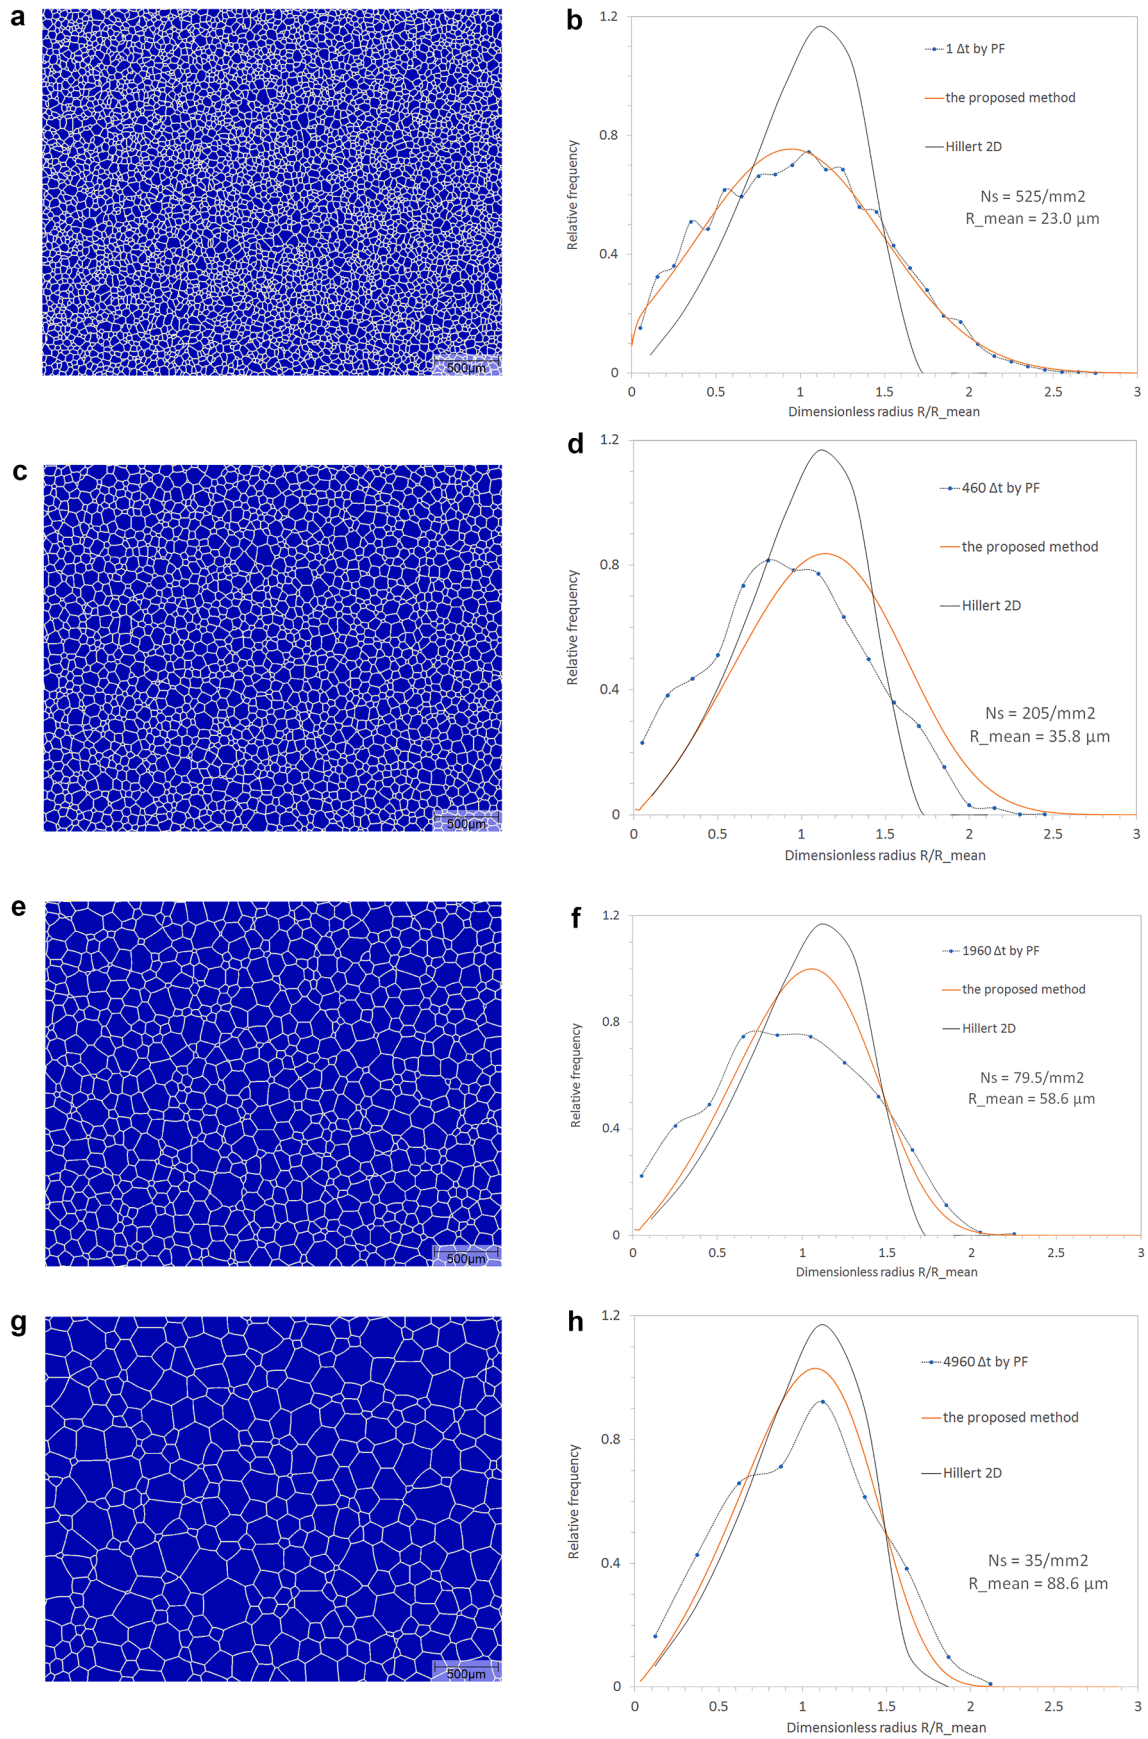 a
500μm
b
1.2
1 Δt by PF
the proposed method
0.8
Hillert 2D
Relative frequency
Ns = 525/mm2
R_mean = 23.0 μm
0.4
0
0 0.5 1 1.5 2 2.5 3
Dimensionless radius R/R_mean
c
500μm
d
1.2
460 Δt by PF
the proposed method
0.8
Hillert 2D
Relative frequency
0.4
Ns = 205/mm2
R_mean = 35.8 μm
0
0 0.5 1 1.5 2 2.5 3
Dimensionless radius R/R_mean
e
500μm
f
1.2
1960 Δt by PF
the proposed method
0.8
Hillert 2D
Relative frequency
Ns = 79.5/mm2
R_mean = 58.6 μm
0.4
0
0 0.5 1 1.5 2 2.5 3
Dimensionless radius R/R_mean
g
500μm
h
1.2
4960 Δt by PF
the proposed method
0.8
Hillert 2D
Relative frequency
Ns = 35/mm2
R_mean = 88.6 μm
0.4
0
0 0.5 1 1.5 2 2.5 3
Dimensionless radius R/R_mean